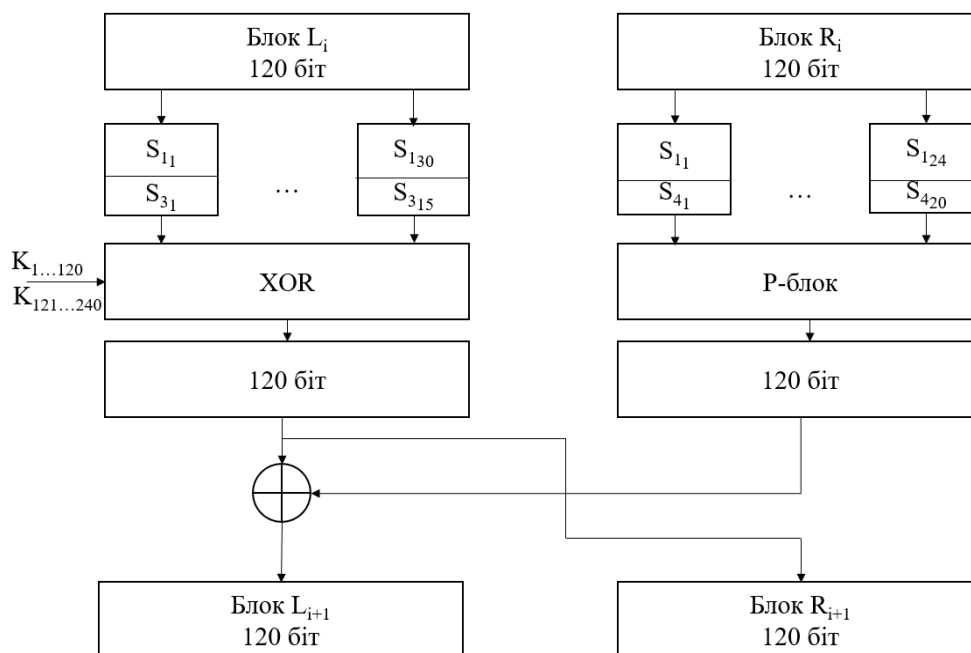 Блок Lᵢ
120 біт
Блок Rᵢ
120 біт
S₁₁
S₃₁
…
S₁₃₀
S₃₁₅
S₁₁
S₄₁
…
S₁₂₄
S₄₂₀
K₁…₁₂₀
K₁₂₁…₂₄₀
XOR
Р-блок
120 біт
120 біт
Блок Lᵢ₊₁
120 біт
Блок Rᵢ₊₁
120 біт